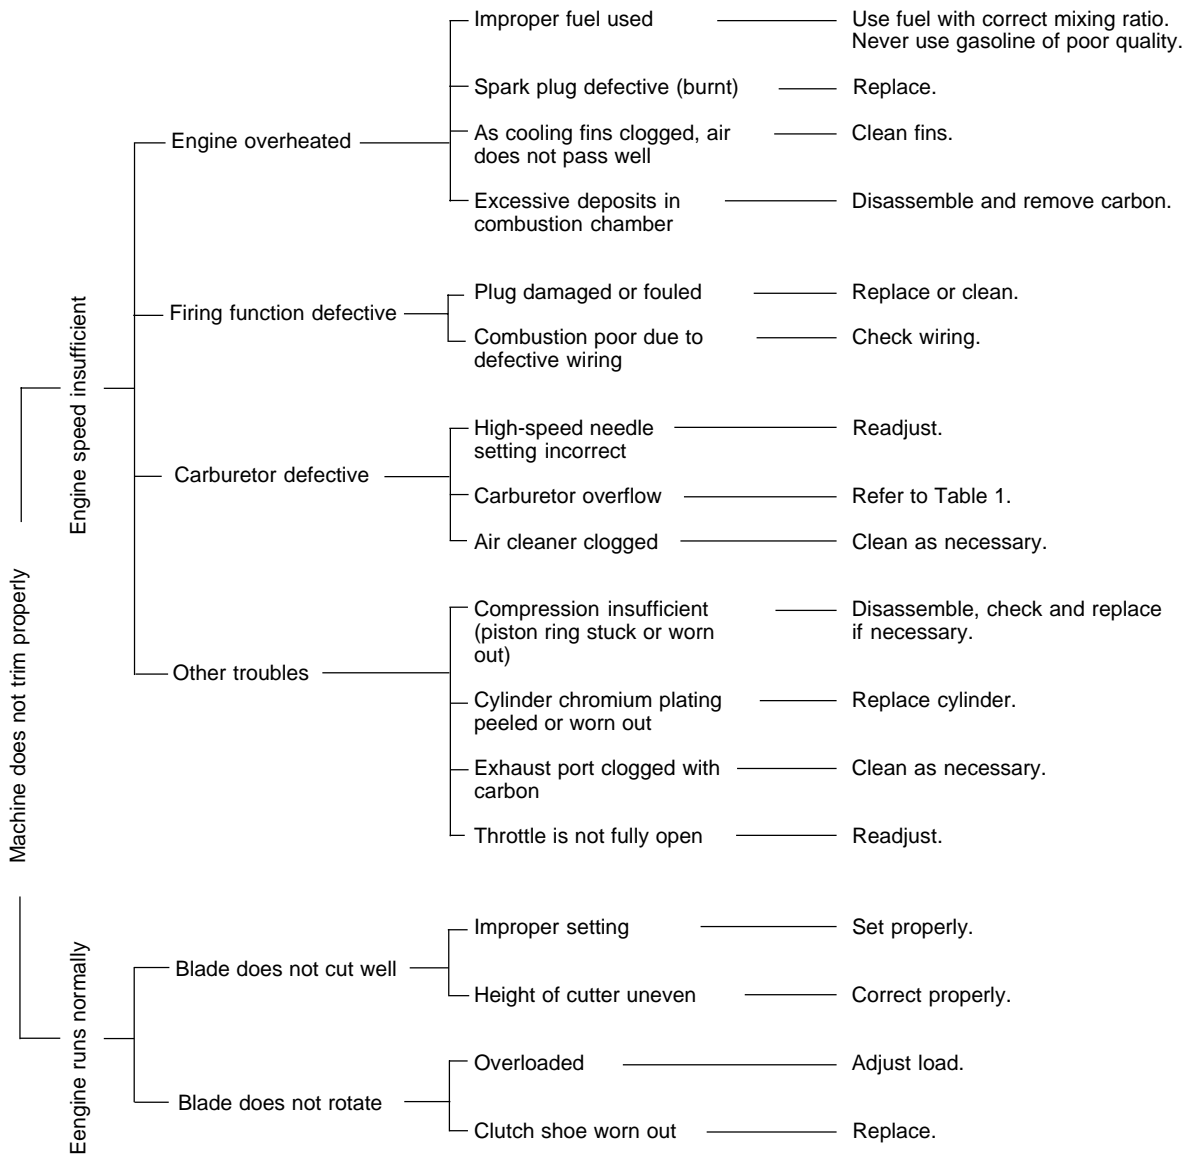 Machine does not trim properly
Engine speed insufficient
Engine overheated
Improper fuel used
Use fuel with correct mixing ratio.
Never use gasoline of poor quality.
Spark plug defective (burnt)
Replace.
As cooling fins clogged, air
does not pass well
Clean fins.
Excessive deposits in
combustion chamber
Disassemble and remove carbon.
Firing function defective
Plug damaged or fouled
Replace or clean.
Combustion poor due to
defective wiring
Check wiring.
Carburetor defective
High-speed needle
setting incorrect
Readjust.
Carburetor overflow
Refer to Table 1.
Air cleaner clogged
Clean as necessary.
Other troubles
Compression insufficient
(piston ring stuck or worn
out)
Disassemble, check and replace
if necessary.
Cylinder chromium plating
peeled or worn out
Replace cylinder.
Exhaust port clogged with
carbon
Clean as necessary.
Throttle is not fully open
Readjust.
Eengine runs normally
Blade does not cut well
Improper setting
Set properly.
Height of cutter uneven
Correct properly.
Blade does not rotate
Overloaded
Adjust load.
Clutch shoe worn out
Replace.